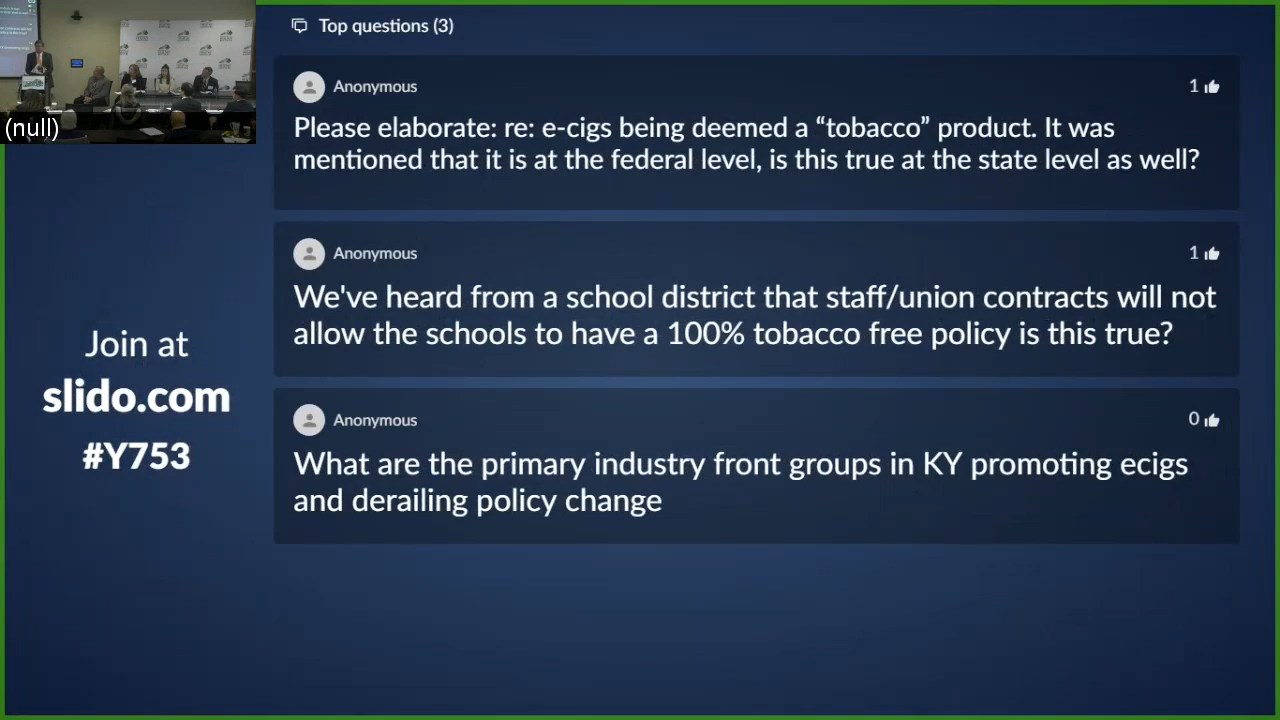 Top questions (3)
Anonymous
1
Please elaborate: re: e-cigs being deemed a “tobacco” product. It was
mentioned that it is at the federal level, is this true at the state level as well?
Anonymous
1
We've heard from a school district that staff/union contracts will not
allow the schools to have a 100% tobacco free policy is this true?
Anonymous
0
What are the primary industry front groups in KY promoting ecigs
and derailing policy change
Join at
slido.com
#Y753
(null)